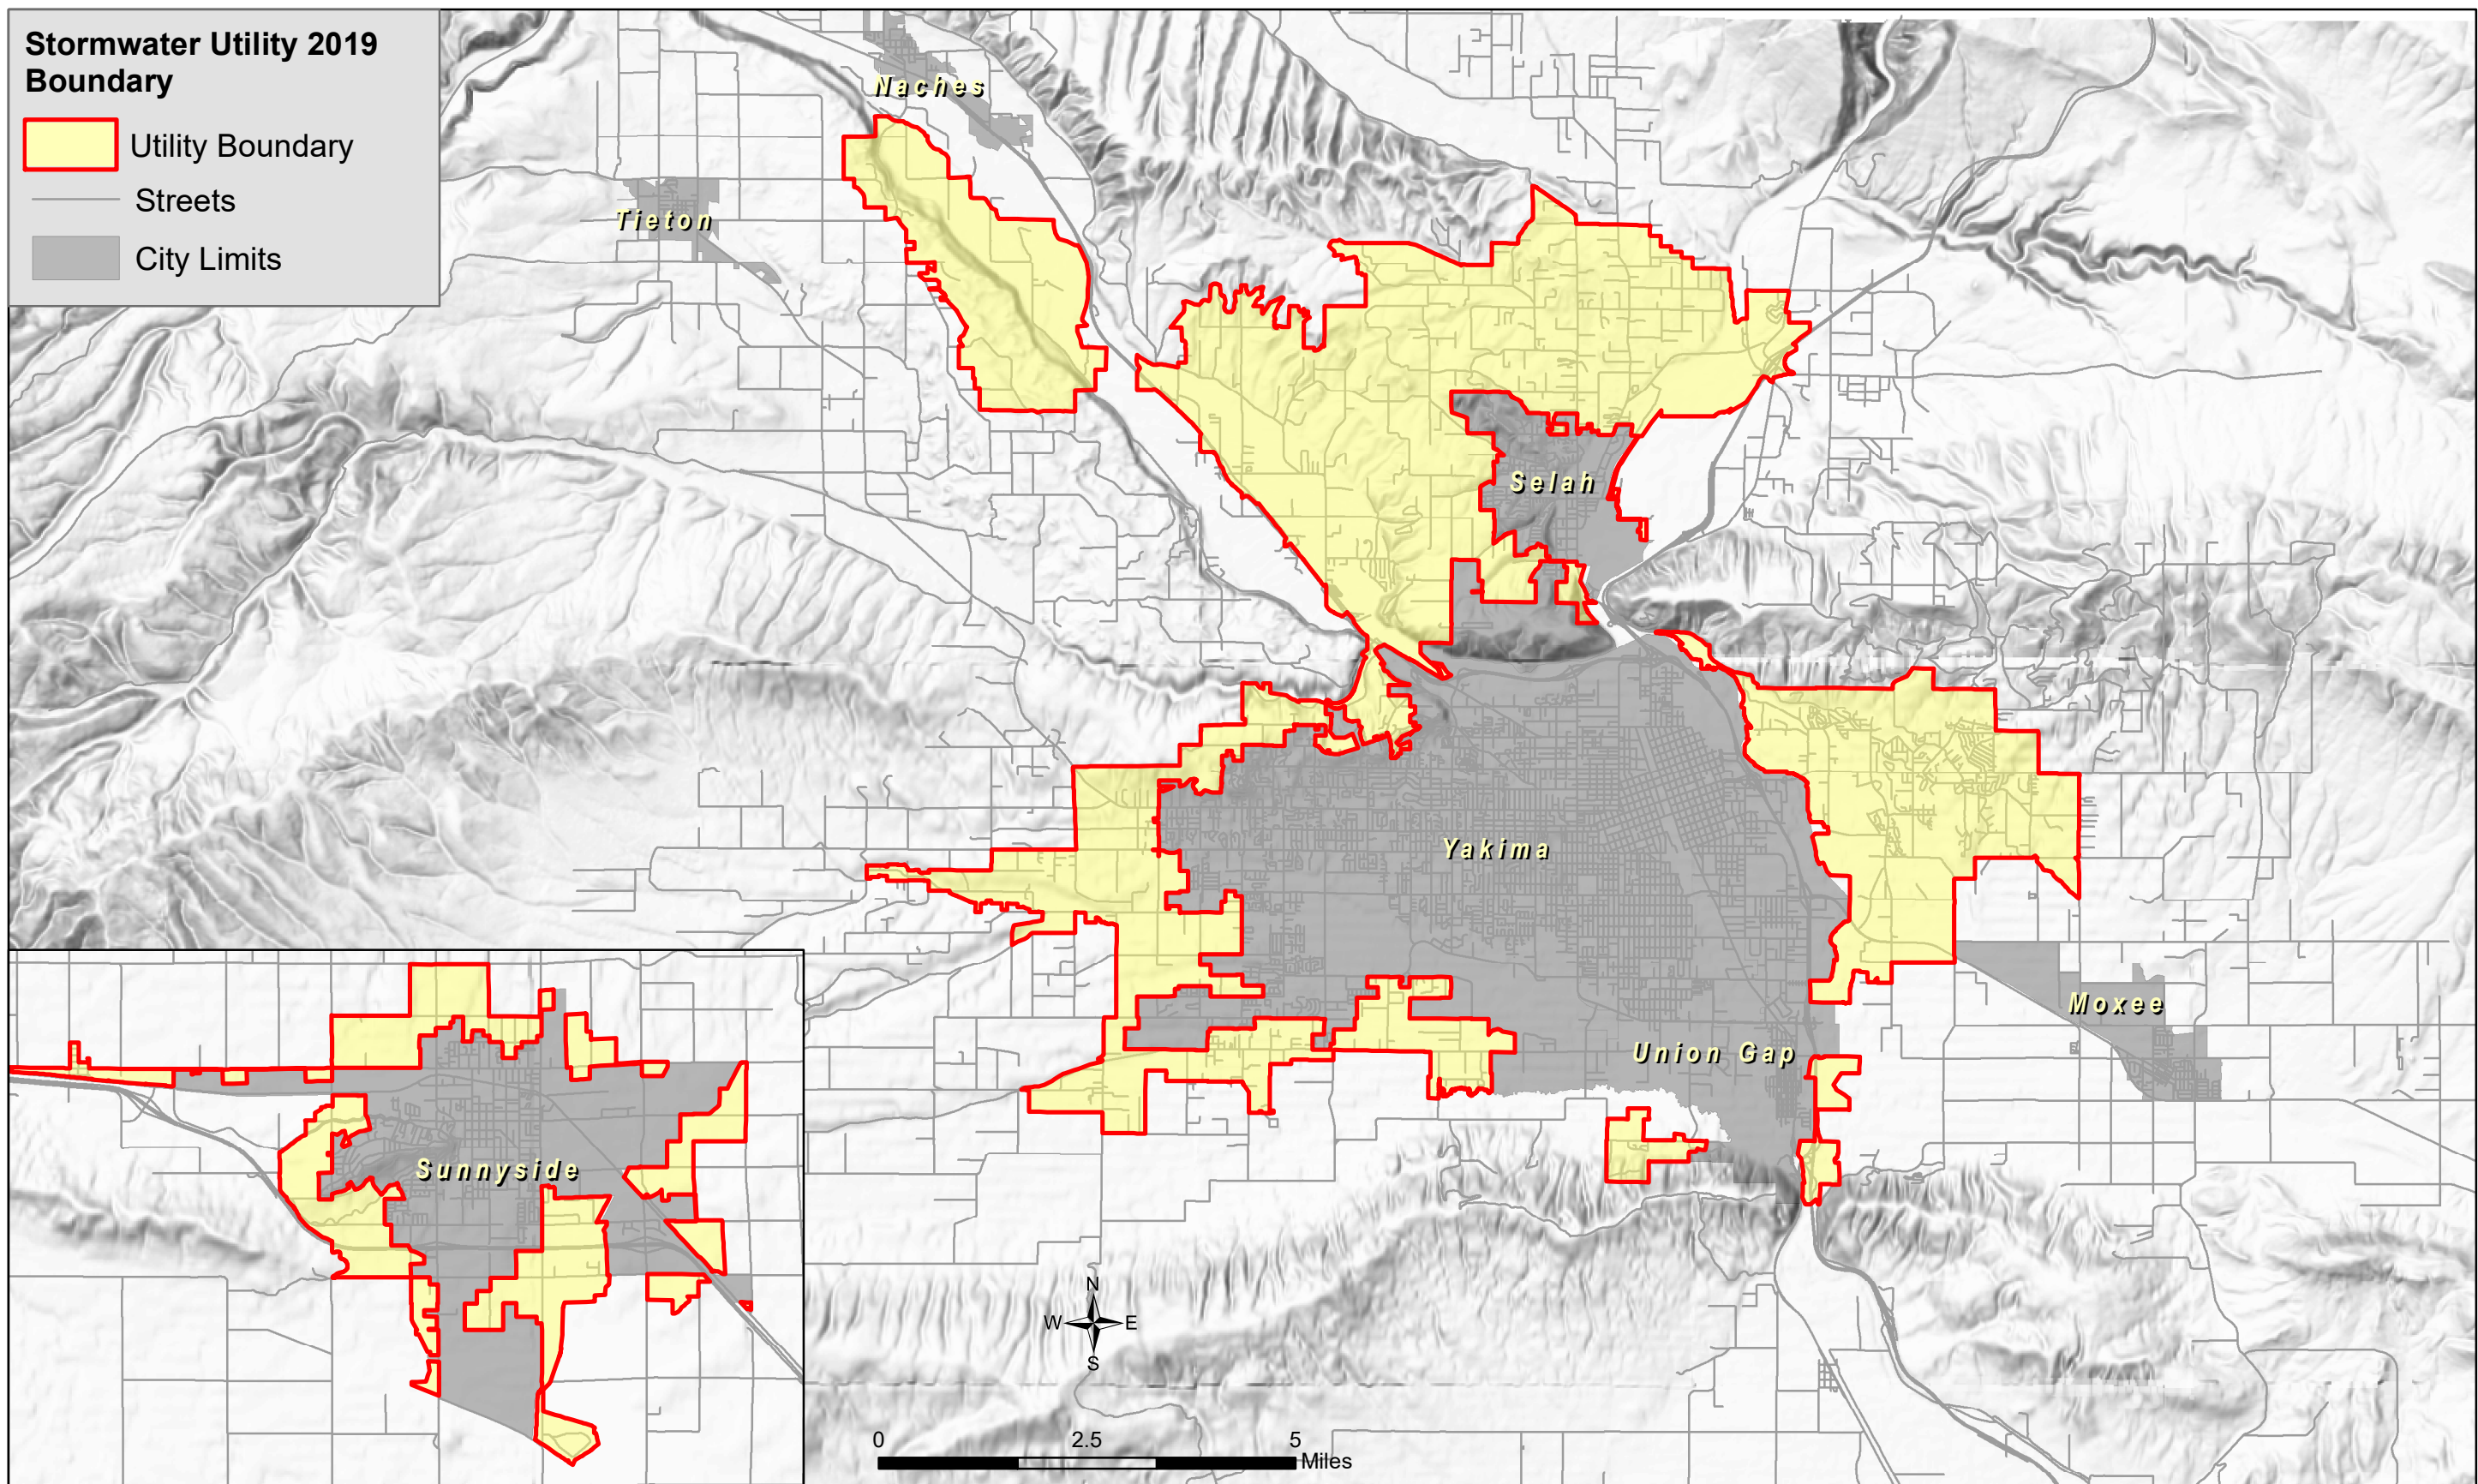 Stormwater Utility 2019
Boundary
Utility Boundary
Streets
City Limits
Naches
Tieton
Selah
Yakima
Moxee
Union Gap
Sunnyside
N
W E
S
0 2.5 5
Miles